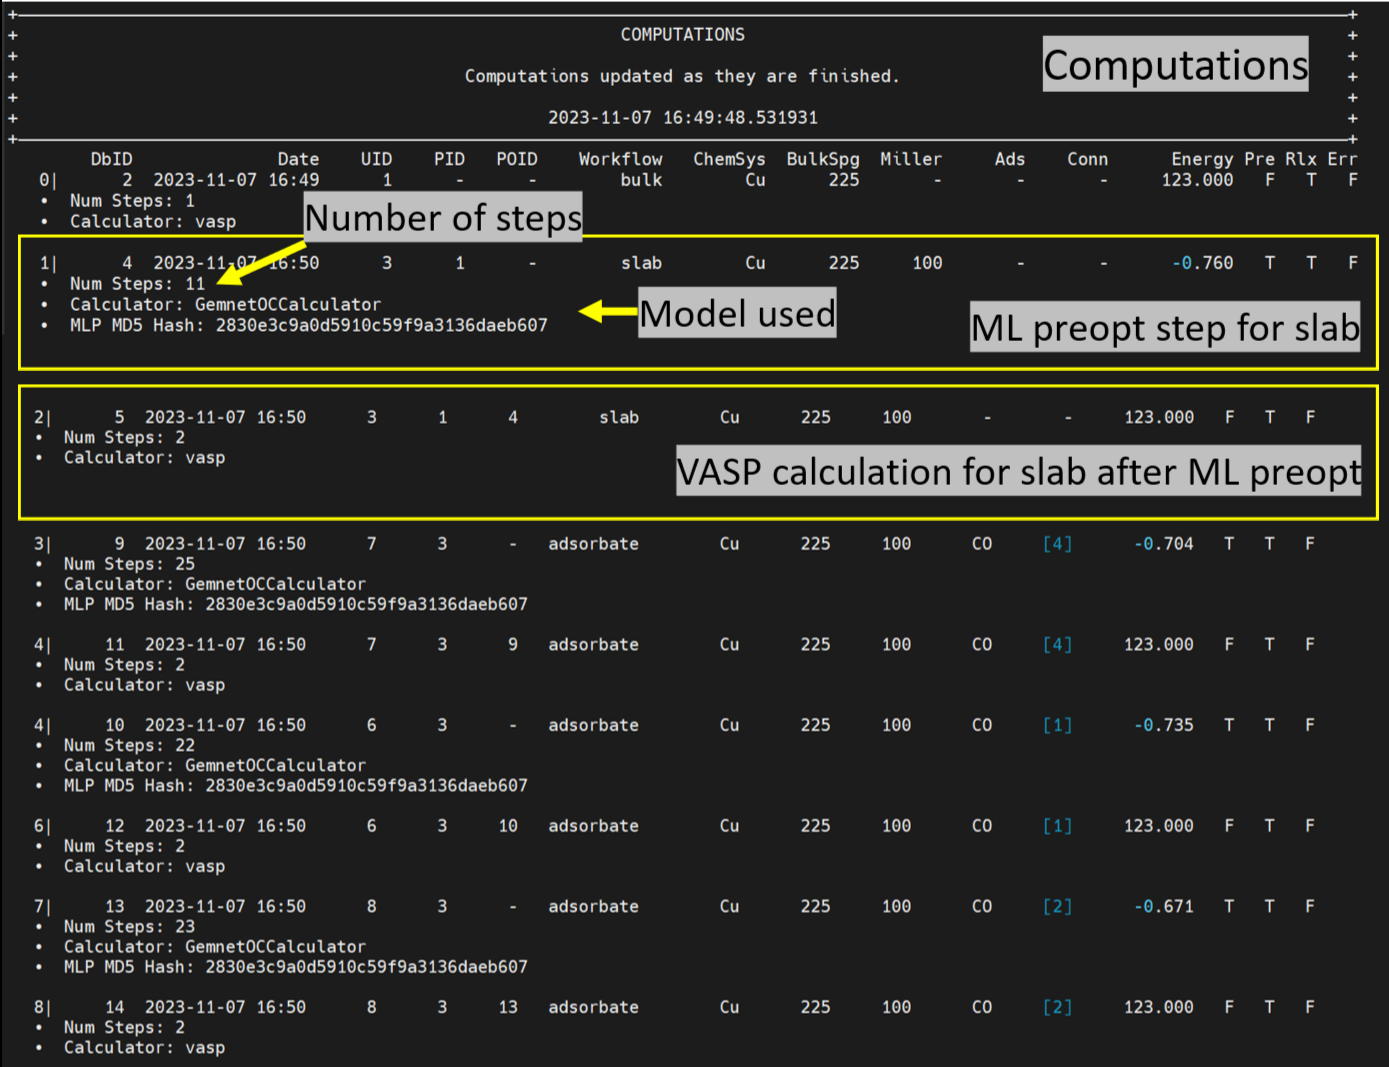 COMPUTATIONS
Computations
Computations updated as they are finished.
2023-11-07 16:49:48.531931
DbID Date UID PID POID Workflow ChemSys BulkSpg Miller Ads Conn Energy Pre Rlx Err
0| 2 2023-11-07 16:49 1 - - bulk Cu 225 - - - 123.000 F T F
• Num Steps: 1
• Calculator: vasp
Number of steps
1| 4 2023-11-07 16:50 3 1 - slab Cu 225 100 - - -0.760 T T F
• Num Steps: 11
• Calculator: GemnetOCCalculator
• MLP MD5 Hash: 2830e3c9a0d5910c59f9a3136daeb607
Model used
ML preopt step for slab
2| 5 2023-11-07 16:50 3 1 4 slab Cu 225 100 - - 123.000 F T F
• Num Steps: 2
• Calculator: vasp
VASP calculation for slab after ML preopt
3| 9 2023-11-07 16:50 7 3 - adsorbate Cu 225 100 CO [4] -0.704 T T F
• Num Steps: 25
• Calculator: GemnetOCCalculator
• MLP MD5 Hash: 2830e3c9a0d5910c59f9a3136daeb607
4| 11 2023-11-07 16:50 7 3 9 adsorbate Cu 225 100 CO [4] 123.000 F T F
• Num Steps: 2
• Calculator: vasp
4| 10 2023-11-07 16:50 6 3 - adsorbate Cu 225 100 CO [1] -0.735 T T F
• Num Steps: 22
• Calculator: GemnetOCCalculator
• MLP MD5 Hash: 2830e3c9a0d5910c59f9a3136daeb607
6| 12 2023-11-07 16:50 6 3 10 adsorbate Cu 225 100 CO [1] 123.000 F T F
• Num Steps: 2
• Calculator: vasp
7| 13 2023-11-07 16:50 8 3 - adsorbate Cu 225 100 CO [2] -0.671 T T F
• Num Steps: 23
• Calculator: GemnetOCCalculator
• MLP MD5 Hash: 2830e3c9a0d5910c59f9a3136daeb607
8| 14 2023-11-07 16:50 8 3 13 adsorbate Cu 225 100 CO [2] 123.000 F T F
• Num Steps: 2
• Calculator: vasp